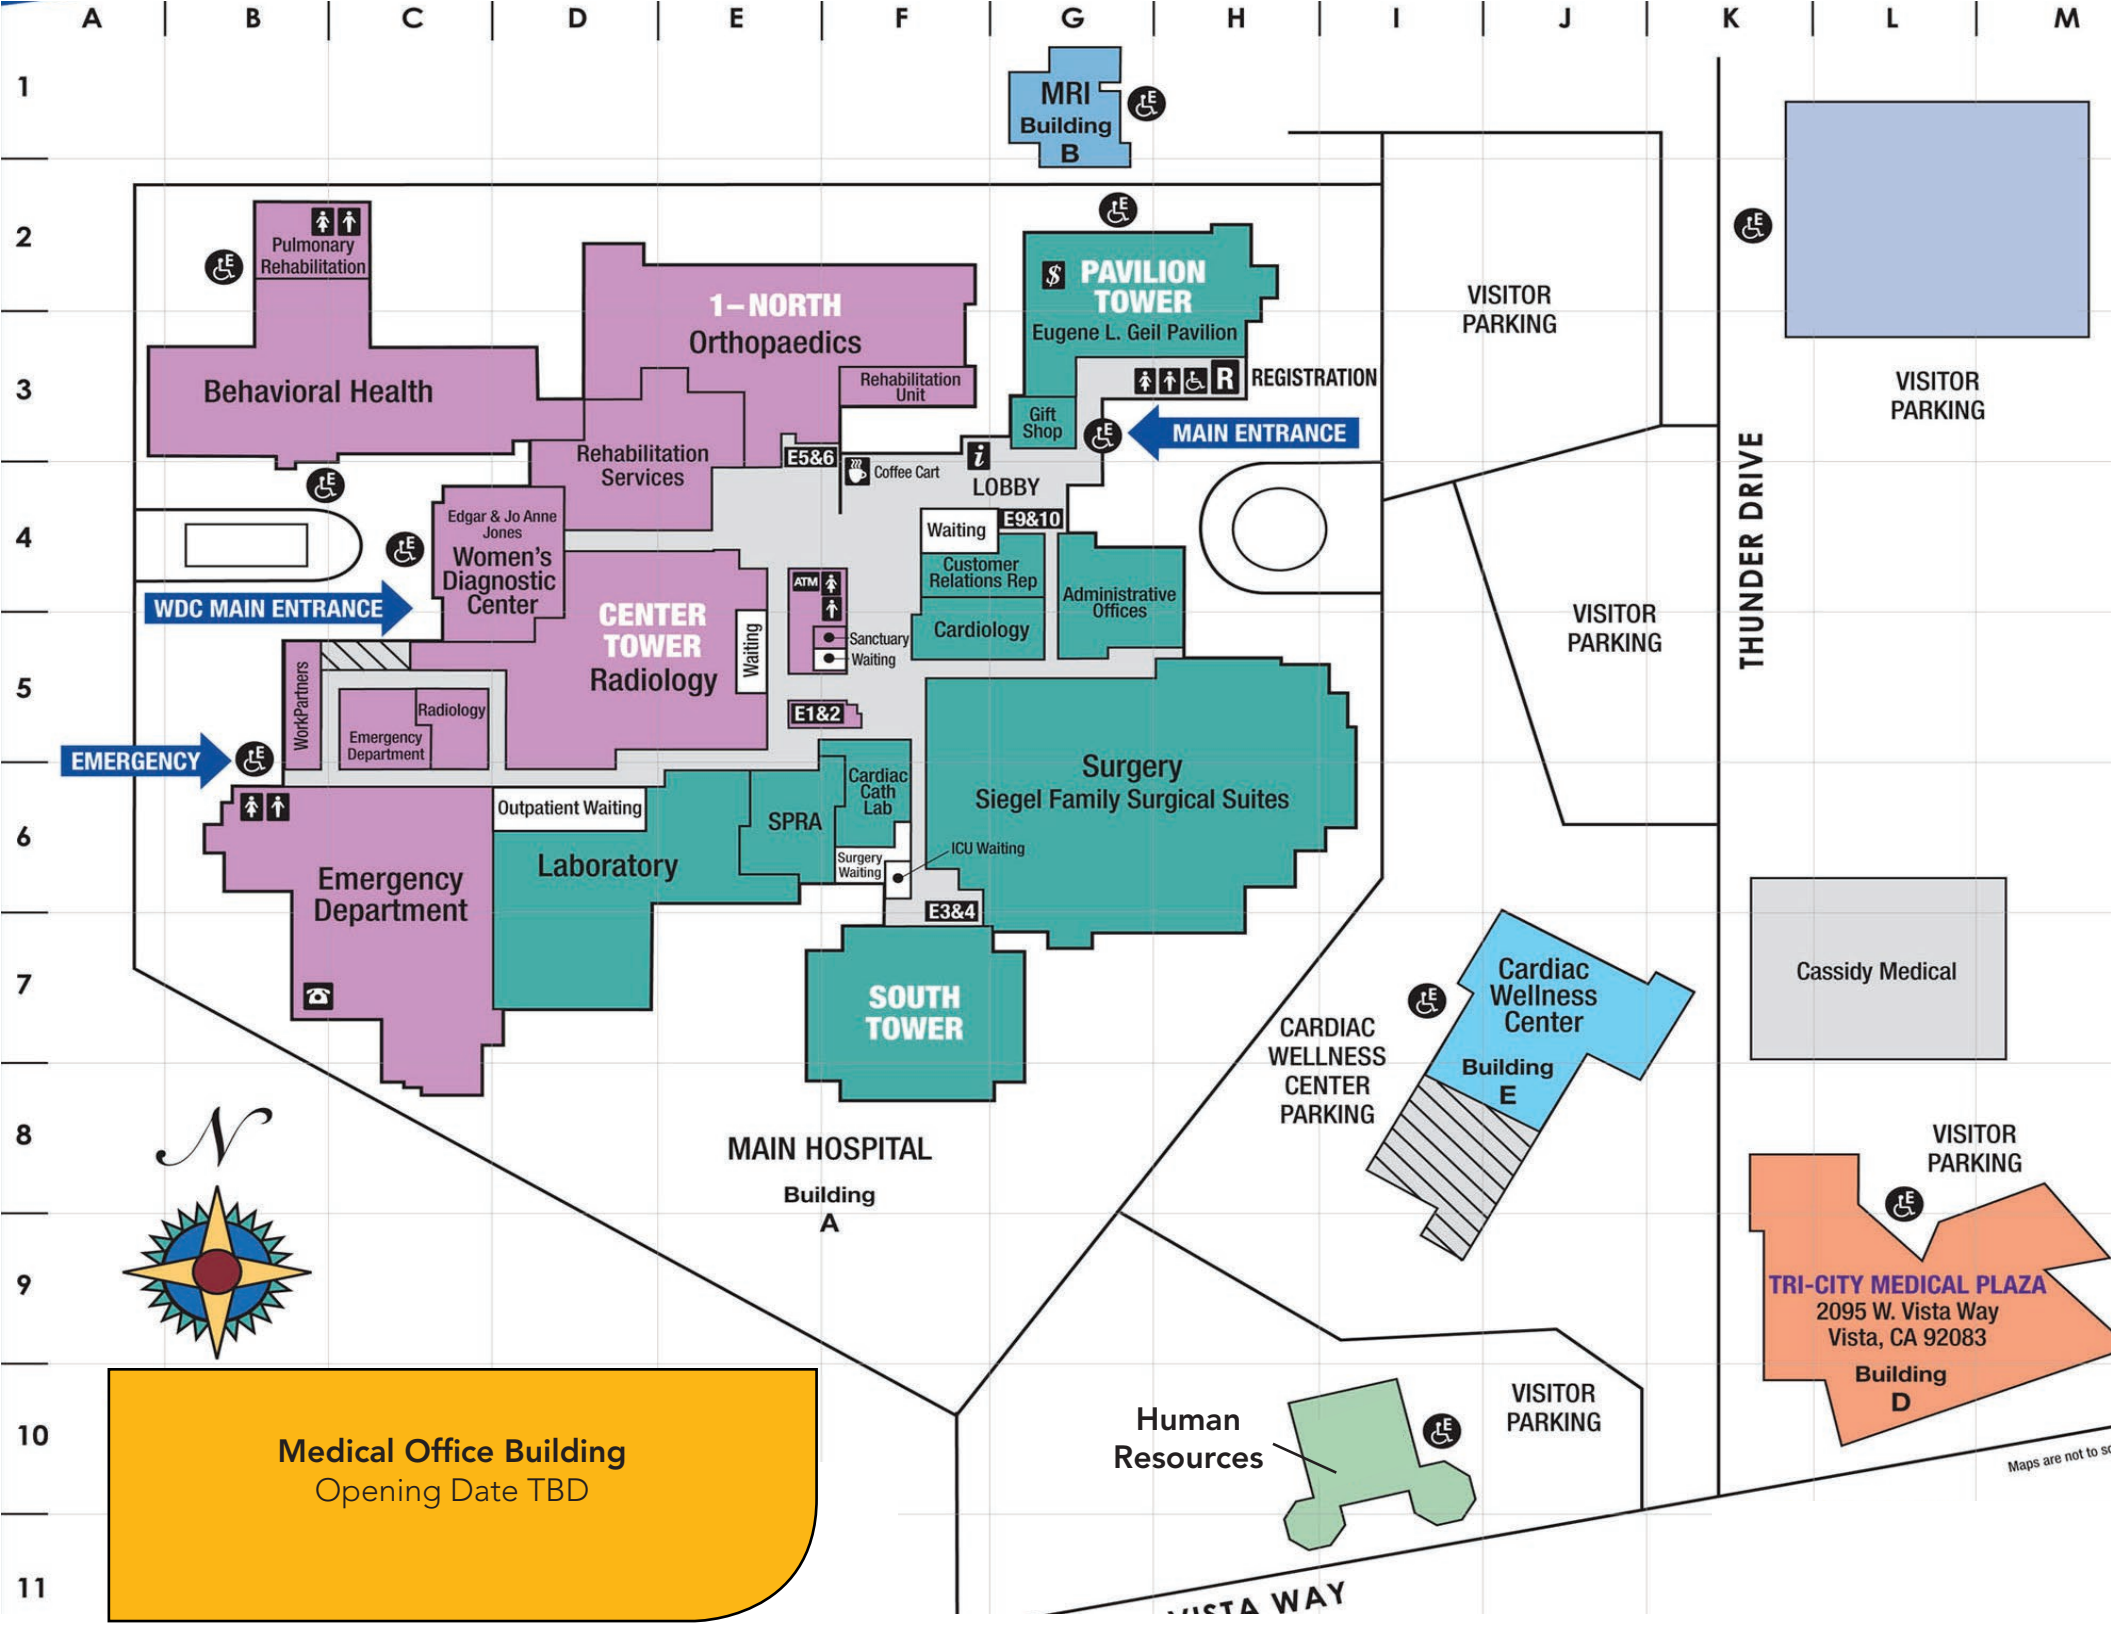 A B C D E F G H I J K L M
1
2
3
4
5
6
7
8
9
10
11
MRI
Building
B
E
E
E
E
Pulmonary
Rehabilitation
1–NORTH
Orthopaedics
Rehabilitation
Unit
$ PAVILION
TOWER
Eugene L. Geil Pavilion
R REGISTRATION
Gift
Shop
E
MAIN ENTRANCE
VISITOR
PARKING
VISITOR
PARKING
Behavioral Health
Rehabilitation
Services
E5&6
Coffee Cart
i
LOBBY
E
E
Edgar & Jo Anne
Jones
Women's
Diagnostic
Center
WDC MAIN ENTRANCE
Waiting
E9&10
Customer
Relations Rep
Cardiology
Administrative
Offices
ATM
Sanctuary
Waiting
CENTER
TOWER
Radiology
Waiting
E1&2
VISITOR
PARKING
THUNDER DRIVE
WorkPartners
Radiology
Emergency
Department
EMERGENCY
E
Outpatient Waiting
Laboratory
SPRA
Cardiac
Cath
Lab
Surgery
Waiting
ICU Waiting
E3&4
Surgery
Siegel Family Surgical Suites
Emergency
Department
SOUTH
TOWER
MAIN HOSPITAL
Building
A
Cardiac
Wellness
Center
Building
E
E
CARDIAC
WELLNESS
CENTER
PARKING
Cassidy Medical
VISITOR
PARKING
E
TRI-CITY MEDICAL PLAZA
2095 W. Vista Way
Vista, CA 92083
Building
D
N
Medical Office Building
Opening Date TBD
Human
Resources
E
VISITOR
PARKING
Maps are not to
VISTA WAY